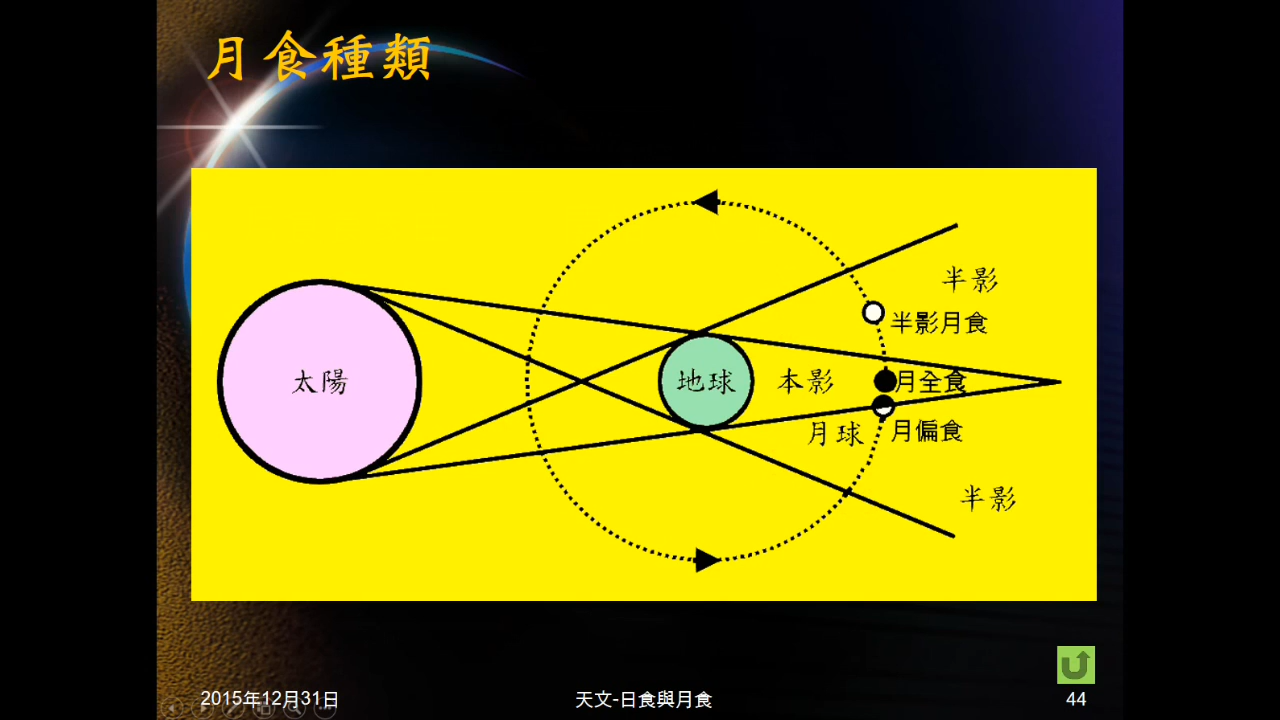 月食種類
半影
半影月食
太陽
地球
本影
月全食
月球
月偏食
半影
2015年12月31日
天文-日食與月食
44